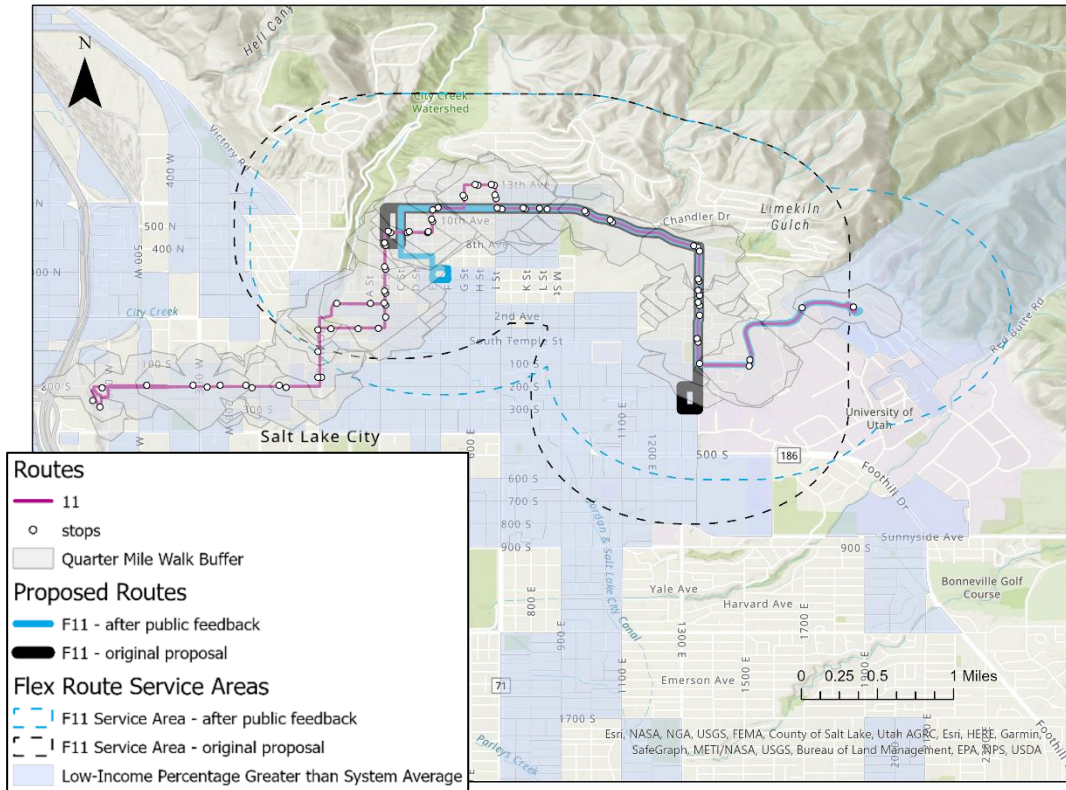 N
Hell Cany
City Creek
Watershed
Victory Rd
400 W
13th Ave
500 N
400 N
500 W
10th Ave
Chandler Dr
Limekiln
Gulch
8th Ave
A St
C St
G St
H St
I St
K St
L St
M St
City Creek
2nd Ave
South Temple St
Red Butte Rd
200 S
100 S
100 S
200 S
300 S
300 S
1100 E
1200 E
University of
Utah
Salt Lake City
600 E
500 S
186
Foothill Dr
600 S
700 S
800 S
900 S
Jordan & Salt Lake City Canal
Sunnyside Ave
900 S
Bonneville Golf
Course
800 E
900 E
Yale Ave
Harvard Ave
1300 E
1700 E
1100 E
1500 E
1900 E
Emerson Ave
71
1700 S
Parleys Creek
Foothill
0 0.25 0.5 1 Miles
Esri, NASA, NGA, USGS, FEMA, County of Salt Lake, Utah AGRC, Esri, HERE, Garmin,
SafeGraph, METI/NASA, USGS, Bureau of Land Management, EPA, NPS, USDA
Routes
11
stops
Quarter Mile Walk Buffer
Proposed Routes
F11 - after public feedback
F11 - original proposal
Flex Route Service Areas
F11 Service Area - after public feedback
F11 Service Area - original proposal
Low-Income Percentage Greater than System Average